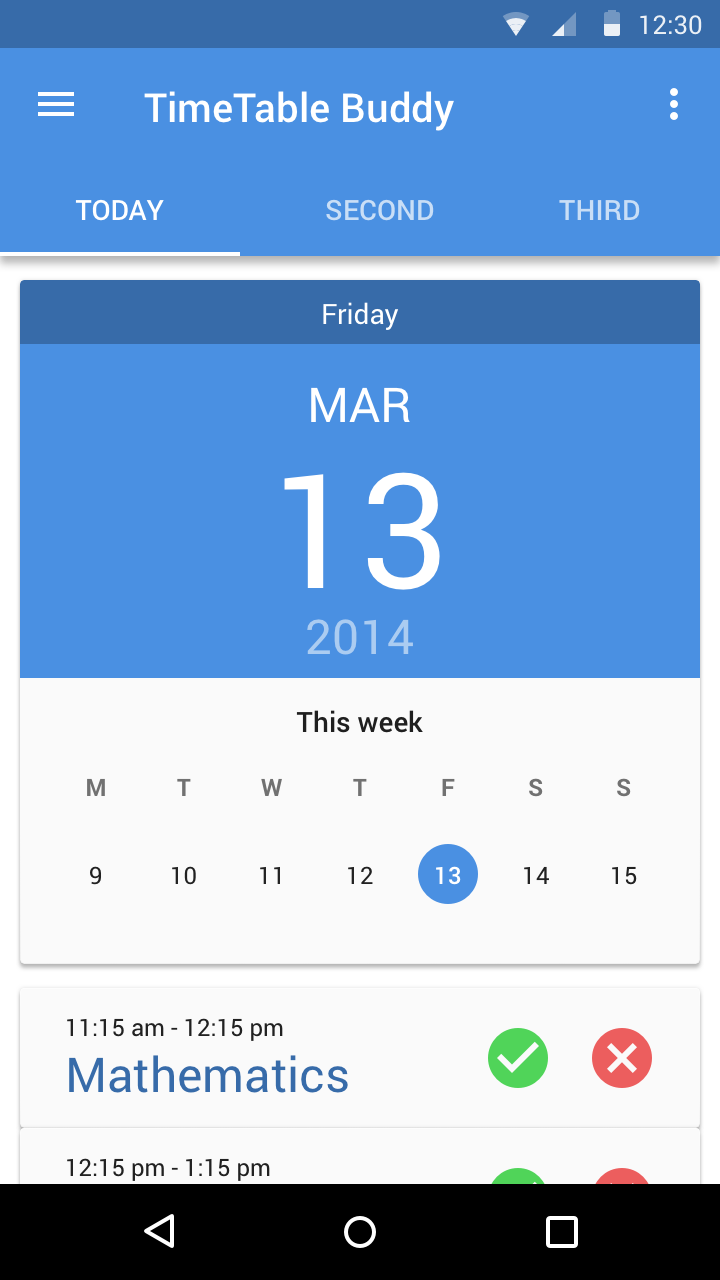 12:30
TimeTable Buddy
TODAY SECOND THIRD
Friday
MAR
13
2014
This week
M T W T F S S
9 10 11 12 13 14 15
11:15 am - 12:15 pm
Mathematics
12:15 pm - 1:15 pm